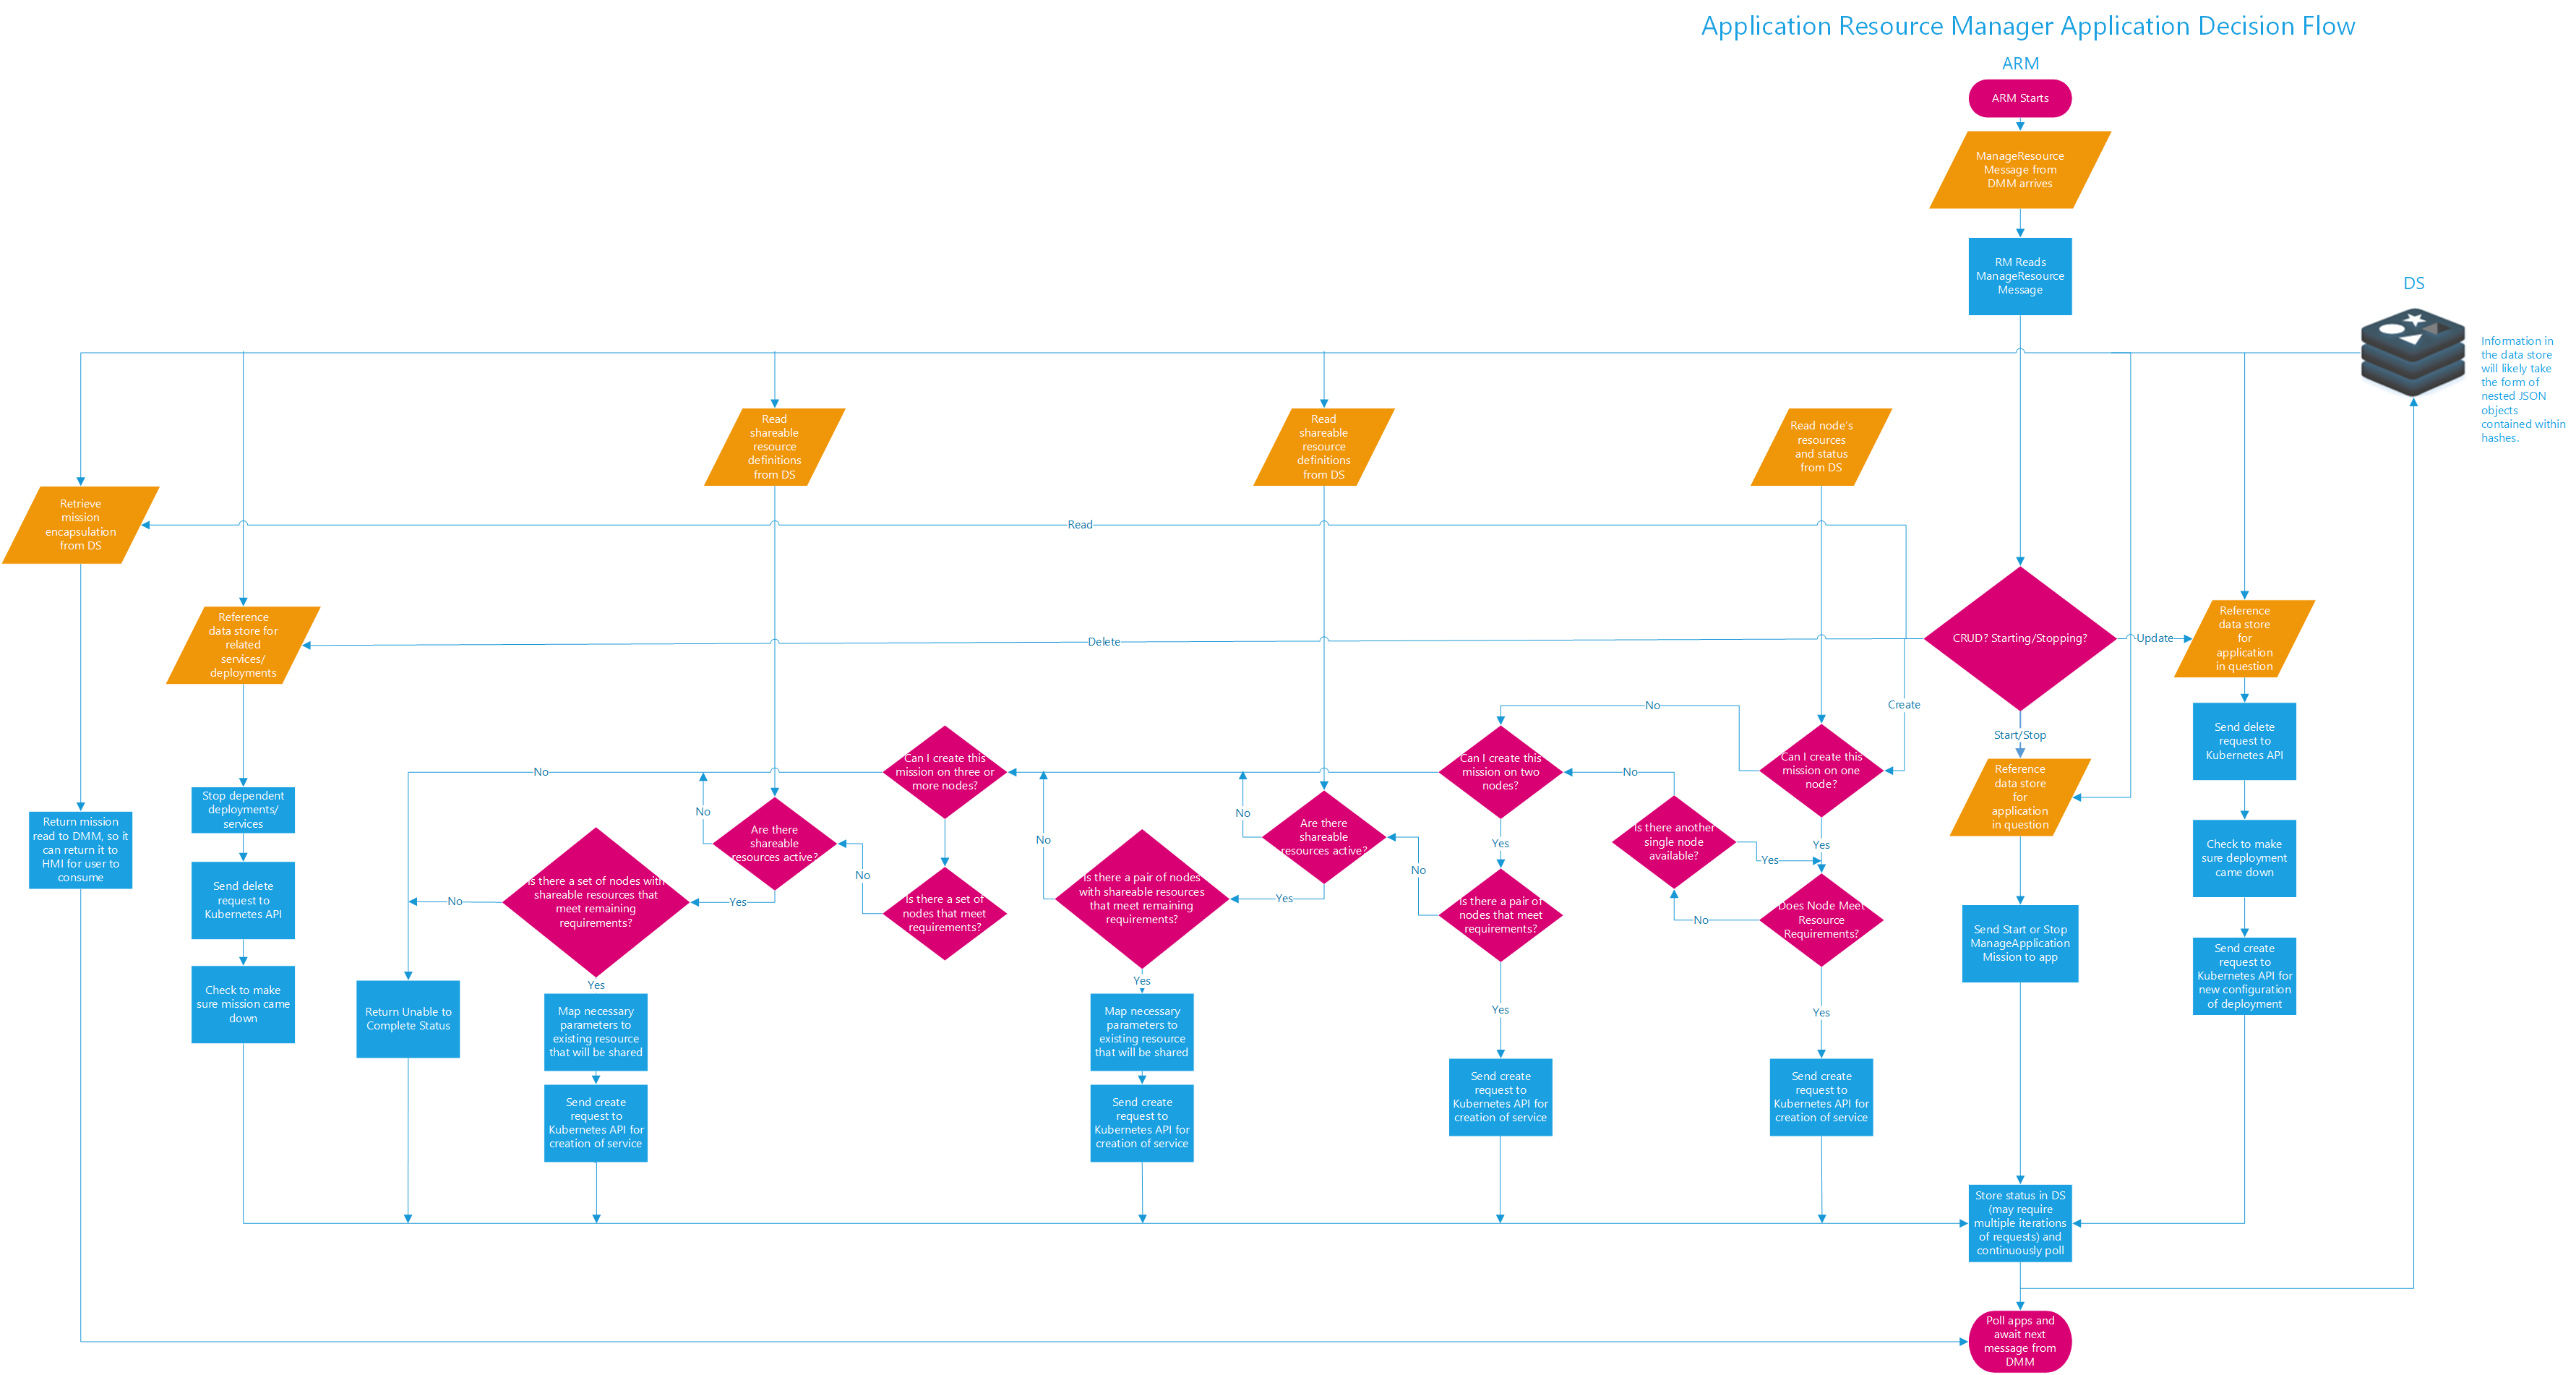 Application Resource Manager Application Decision Flow
ARM
ARM Starts
ManageResource
Message from
DMM arrives
RM Reads
ManageResource
Message
DS
Information in
the data store
will likely take
the form of
nested JSON
objects
contained within
hashes.
Read
shareable
resource
definitions
from DS
Read
shareable
resource
definitions
from DS
Read node's
resources
and status
from DS
Retrieve
mission
encapsulation
from DS
Read
Reference
data store for
related
services/
deployments
Delete
CRUD? Starting/Stopping?
Update
Reference
data store
for
application
in question
Create
Start/Stop
Send delete
request to
Kubernetes API
Reference
data store
for
application
in question
No
Can I create this
mission on one
node?
Can I create this
mission on two
nodes?
No
Can I create this
mission on three or
more nodes?
No
Stop dependent
deployments/
services
Return mission
read to DMM, so it
can return it to
HMI for user to
consume
Send delete
request to
Kubernetes API
Check to make
sure mission came
down
Return Unable to
Complete Status
No
Is there a set of nodes with
shareable resources that
meet remaining
requirements?
Yes
No
Are there
shareable
resources active?
No
Is there a set of
nodes that meet
requirements?
No
Is there a pair of nodes
with shareable resources
that meet remaining
requirements?
Yes
No
Are there
shareable
resources active?
No
Yes
Is there a pair of
nodes that meet
requirements?
Is there another
single node
available?
Yes
Yes
No
Does Node Meet
Resource
Requirements?
Check to make
sure deployment
came down
Send Start or Stop
ManageApplication
Mission to app
Send create
request to
Kubernetes API for
new configuration
of deployment
Yes
Map necessary
parameters to
existing resource
that will be shared
Send create
request to
Kubernetes API for
creation of service
Yes
Map necessary
parameters to
existing resource
that will be shared
Send create
request to
Kubernetes API for
creation of service
Yes
Send create
request to
Kubernetes API for
creation of service
Yes
Send create
request to
Kubernetes API for
creation of service
Store status in DS
(may require
multiple iterations
of requests) and
continuously poll
Poll apps and
await next
message from
DMM